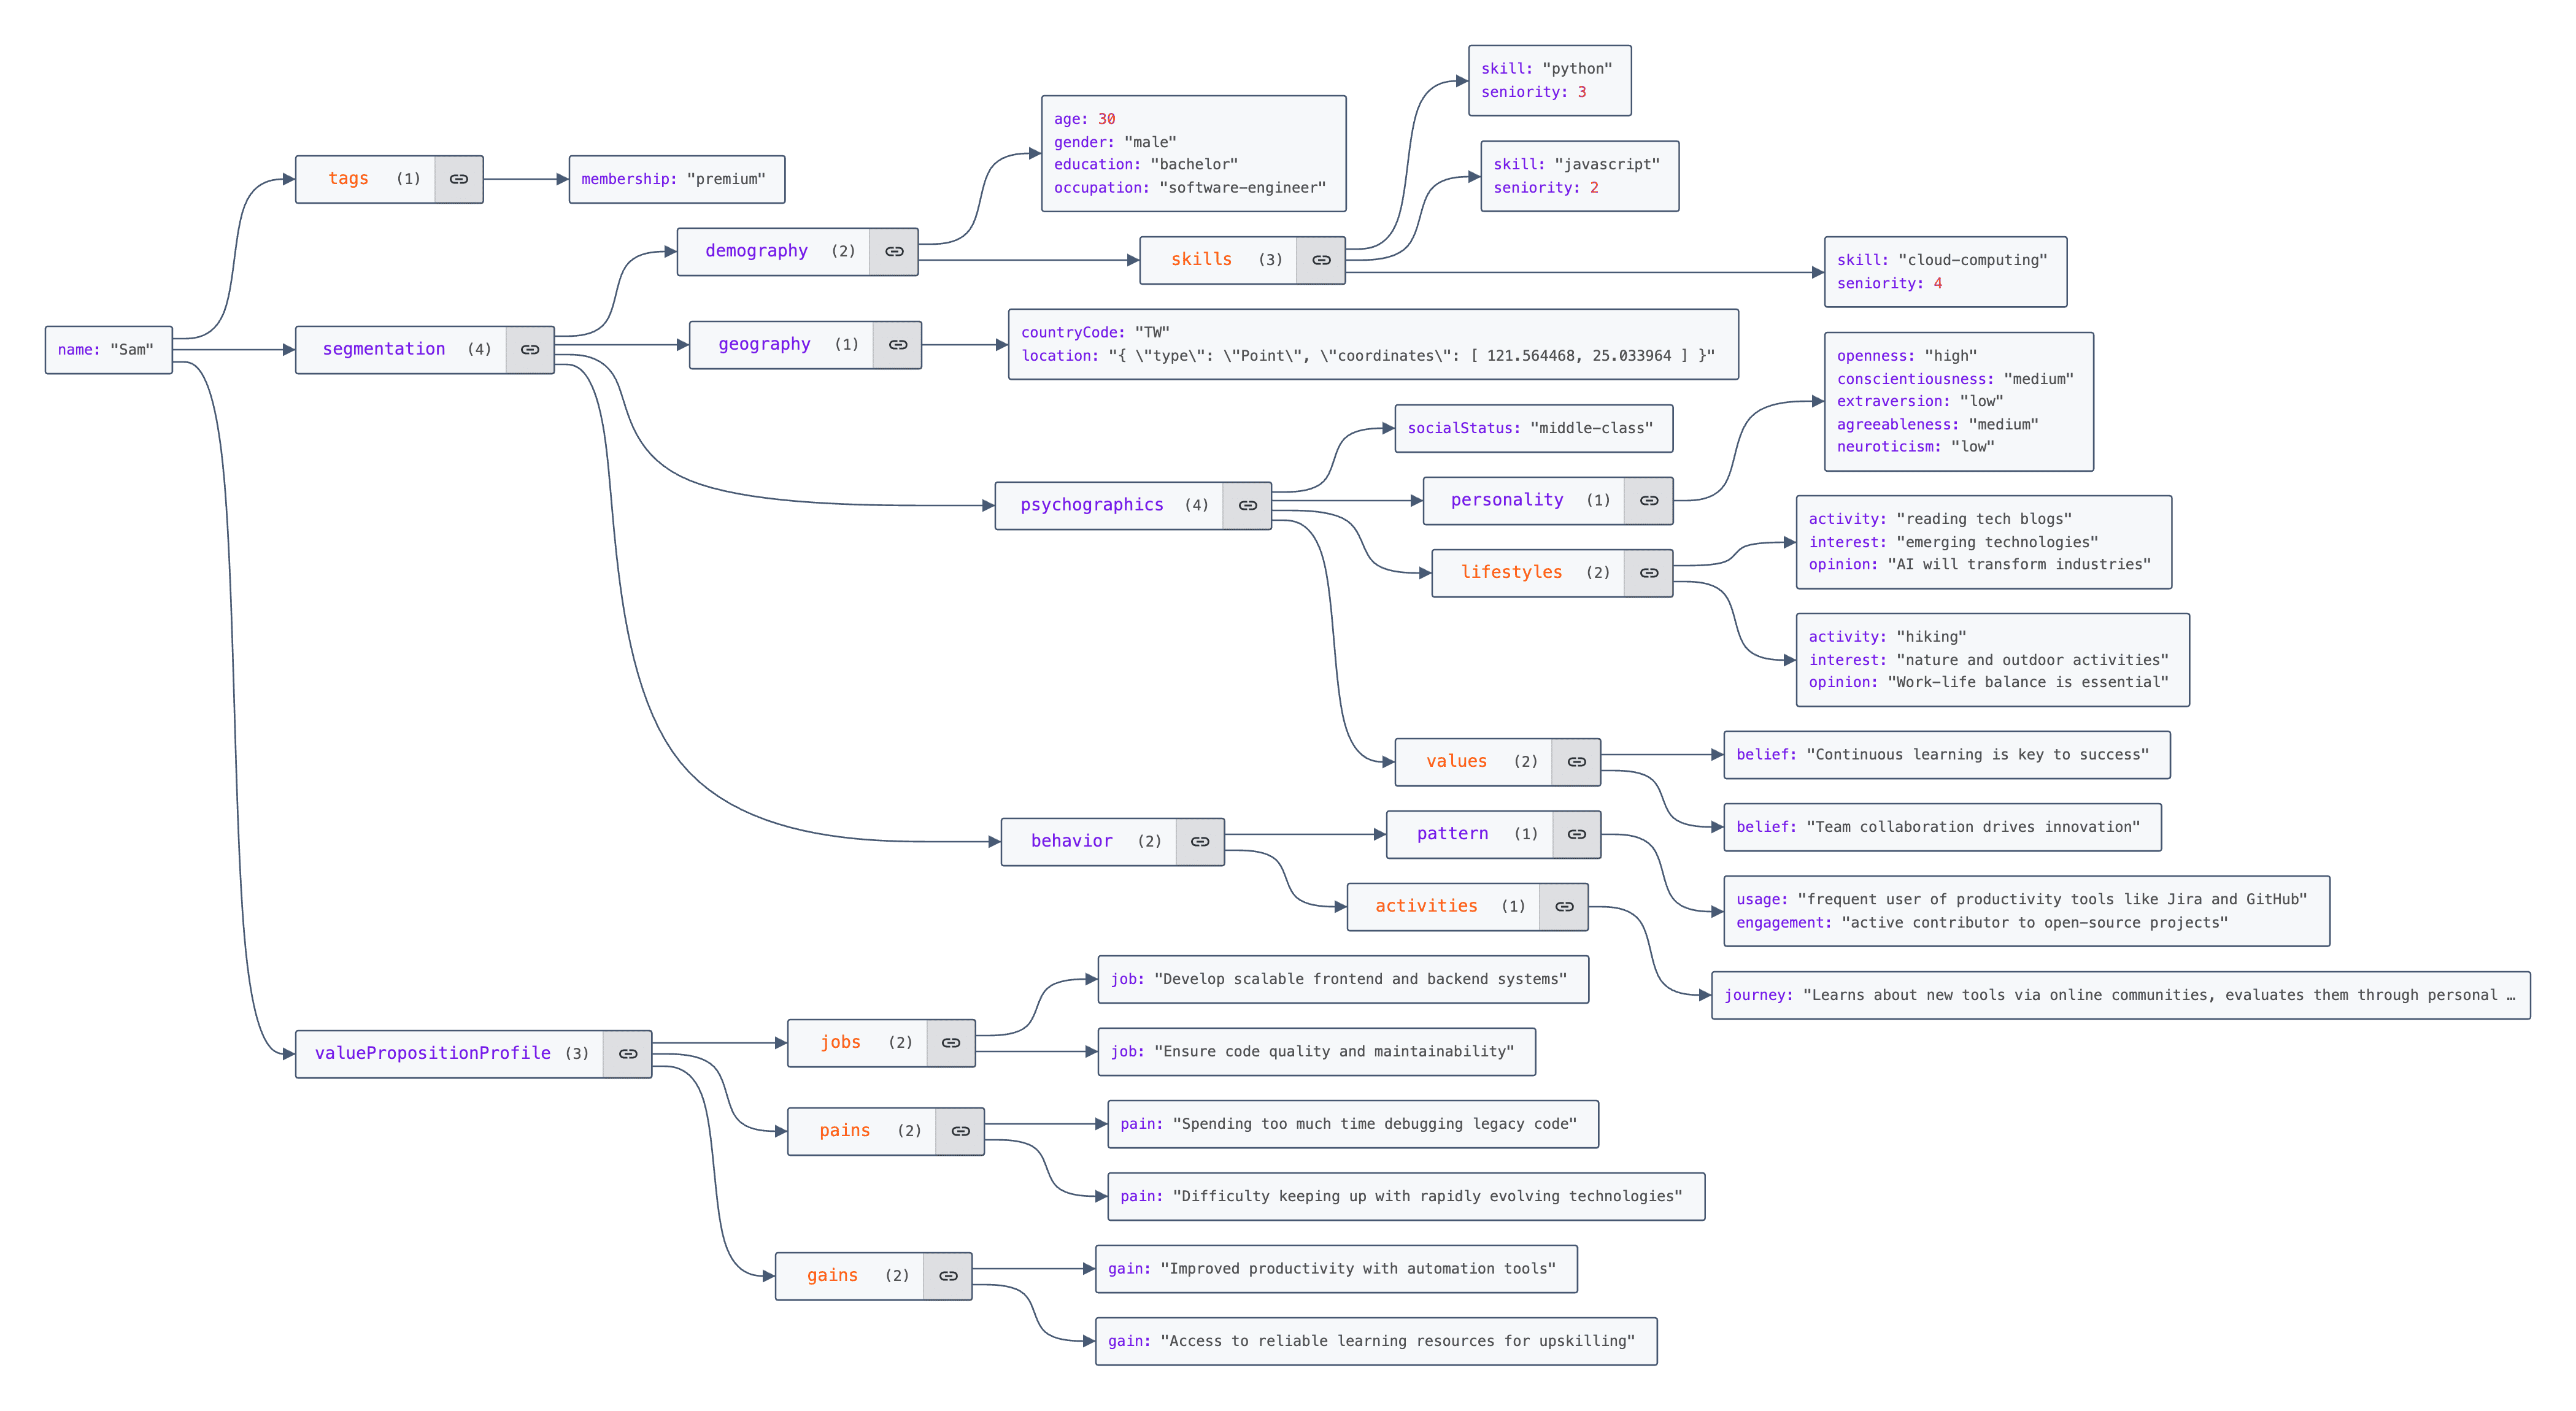 name: "Sam"
tags (1)
membership: "premium"
segmentation (4)
demography (2)
age: 30
gender: "male"
education: "bachelor"
occupation: "software-engineer"
skills (3)
skill: "python"
seniority: 3
skill: "javascript"
seniority: 2
skill: "cloud-computing"
seniority: 4
geography (1)
countryCode: "TW"
location: "{ \"type\": \"Point\", \"coordinates\": [ 121.564468, 25.033964 ] }"
psychographics (4)
socialStatus: "middle-class"
personality (1)
openness: "high"
conscientiousness: "medium"
extraversion: "low"
agreeableness: "medium"
neuroticism: "low"
lifestyles (2)
activity: "reading tech blogs"
interest: "emerging technologies"
opinion: "AI will transform industries"
activity: "hiking"
interest: "nature and outdoor activities"
opinion: "Work-life balance is essential"
values (2)
belief: "Continuous learning is key to success"
belief: "Team collaboration drives innovation"
behavior (2)
pattern (1)
usage: "frequent user of productivity tools like Jira and GitHub"
engagement: "active contributor to open-source projects"
activities (1)
journey: "Learns about new tools via online communities, evaluates them through personal …
valuePropositionProfile (3)
jobs (2)
job: "Develop scalable frontend and backend systems"
job: "Ensure code quality and maintainability"
pains (2)
pain: "Spending too much time debugging legacy code"
pain: "Difficulty keeping up with rapidly evolving technologies"
gains (2)
gain: "Improved productivity with automation tools"
gain: "Access to reliable learning resources for upskilling"